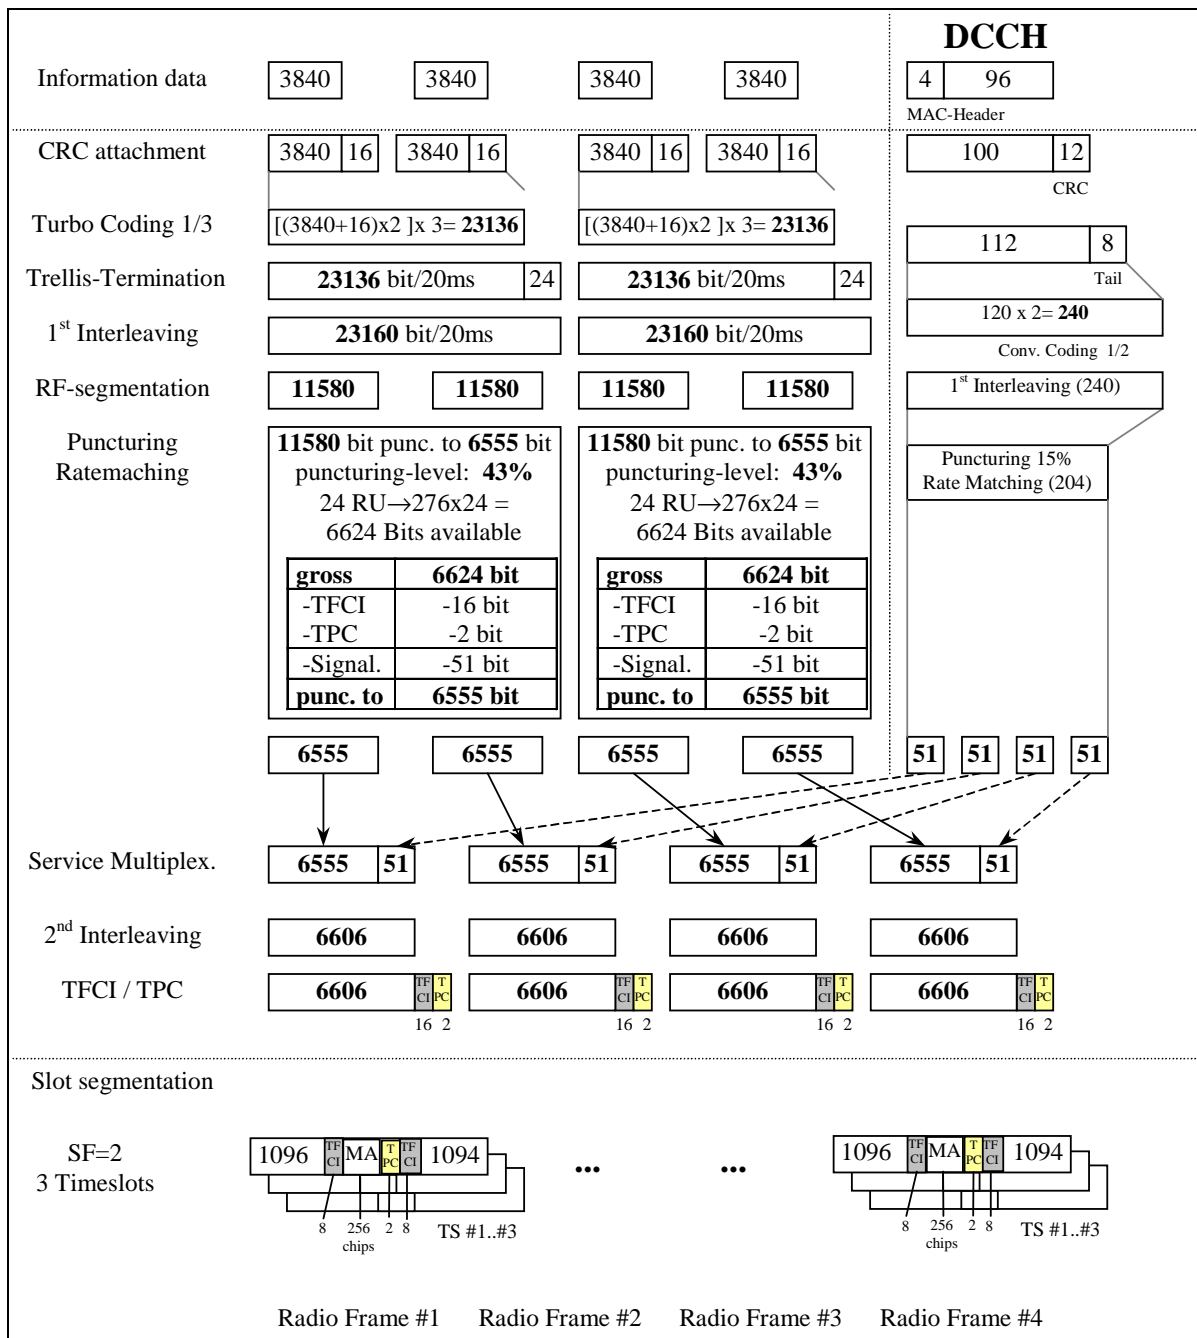 DCCH
Information data 3840 3840 3840 3840 4 96
MAC-Header
CRC attachment 3840 16 3840 16 3840 16 3840 16 100 12
CRC
Turbo Coding 1/3 [(3840+16)x2 ]x 3= 23136 [(3840+16)x2 ]x 3= 23136
112 8
Tail
Trellis-Termination 23136 bit/20ms 24 23136 bit/20ms 24
120 x 2= 240
Conv. Coding 1/2
1st Interleaving 23160 bit/20ms 23160 bit/20ms
RF-segmentation 11580 11580 11580 11580
1st Interleaving (240)
Puncturing
Ratemaching
11580 bit punc. to 6555 bit
puncturing-level: 43%
24 RU→276x24 =
6624 Bits available
gross 6624 bit
-TFCI -16 bit
-TPC -2 bit
-Signal. -51 bit
punc. to 6555 bit
11580 bit punc. to 6555 bit
puncturing-level: 43%
24 RU→276x24 =
6624 Bits available
gross 6624 bit
-TFCI -16 bit
-TPC -2 bit
-Signal. -51 bit
punc. to 6555 bit
Puncturing 15%
Rate Matching (204)
6555 6555 6555 6555 51 51 51 51
Service Multiplex. 6555 51 6555 51 6555 51 6555 51
2nd Interleaving 6606 6606 6606 6606
TFCI / TPC 6606 TF CI T PC 6606 TF CI T PC 6606 TF CI T PC 6606 TF CI T PC
16 2 16 2 16 2 16 2
Slot segmentation
SF=2
3 Timeslots
1096 TF CI MA T PC TF CI 1094 ... ... 1096 TF CI MA T PC TF CI 1094
8 256 2 8 TS #1..#3 8 256 2 8 TS #1..#3
chips chips
Radio Frame #1 Radio Frame #2 Radio Frame #3 Radio Frame #4